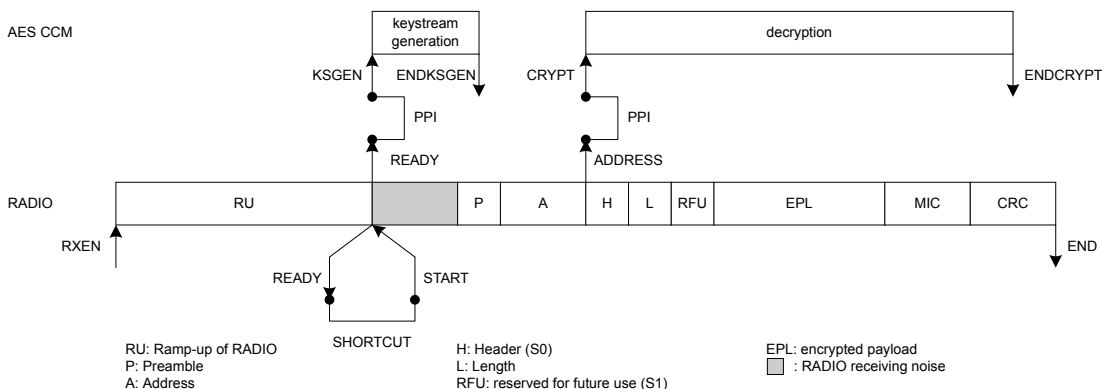 AES CCM
keystream
generation
decryption
KSGEN
ENDKSGEN
CRYPT
ENDCRYPT
PPI
PPI
READY
ADDRESS
RADIO
RU
P
A
H
L
RFU
EPL
MIC
CRC
RXEN
END
READY
START
SHORTCUT
RU: Ramp-up of RADIO
P: Preamble
A: Address
H: Header (S0)
L: Length
RFU: reserved for future use (S1)
EPL: encrypted payload
: RADIO receiving noise